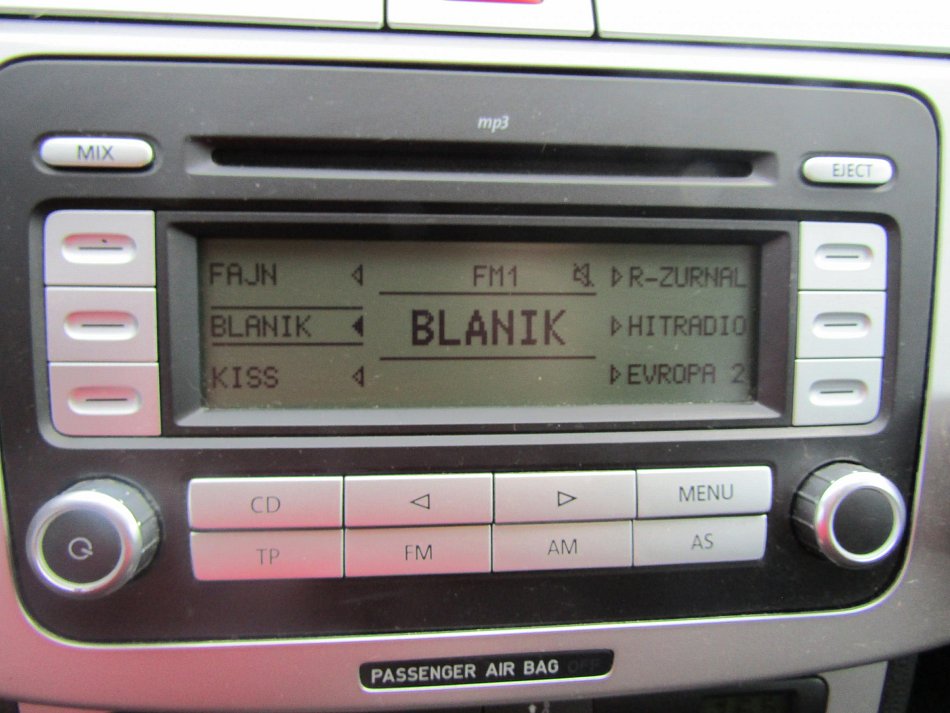 mp3
MIX
EJECT
FAJN FM1 R-ZURNAL
BLANIK BLANIK HITRADIO
KISS EVROPA 2
CD MENU
TP FM AM AS
PASSENGER AIR BAG OFF